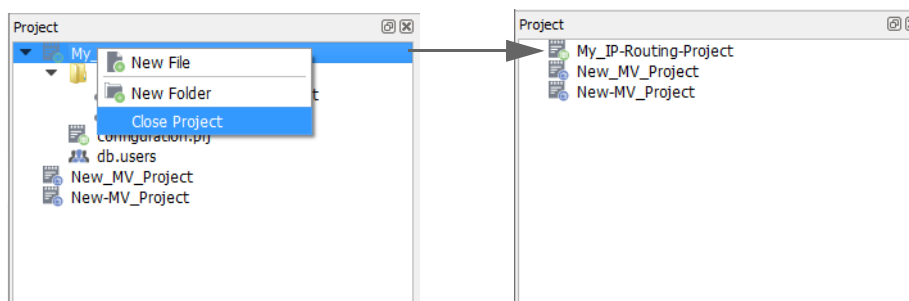 Project
My_
New File
New Folder
t
Close Project
configuration.prj
db.users
New_MV_Project
New-MV_Project
Project
My_IP-Routing-Project
New_MV_Project
New-MV_Project